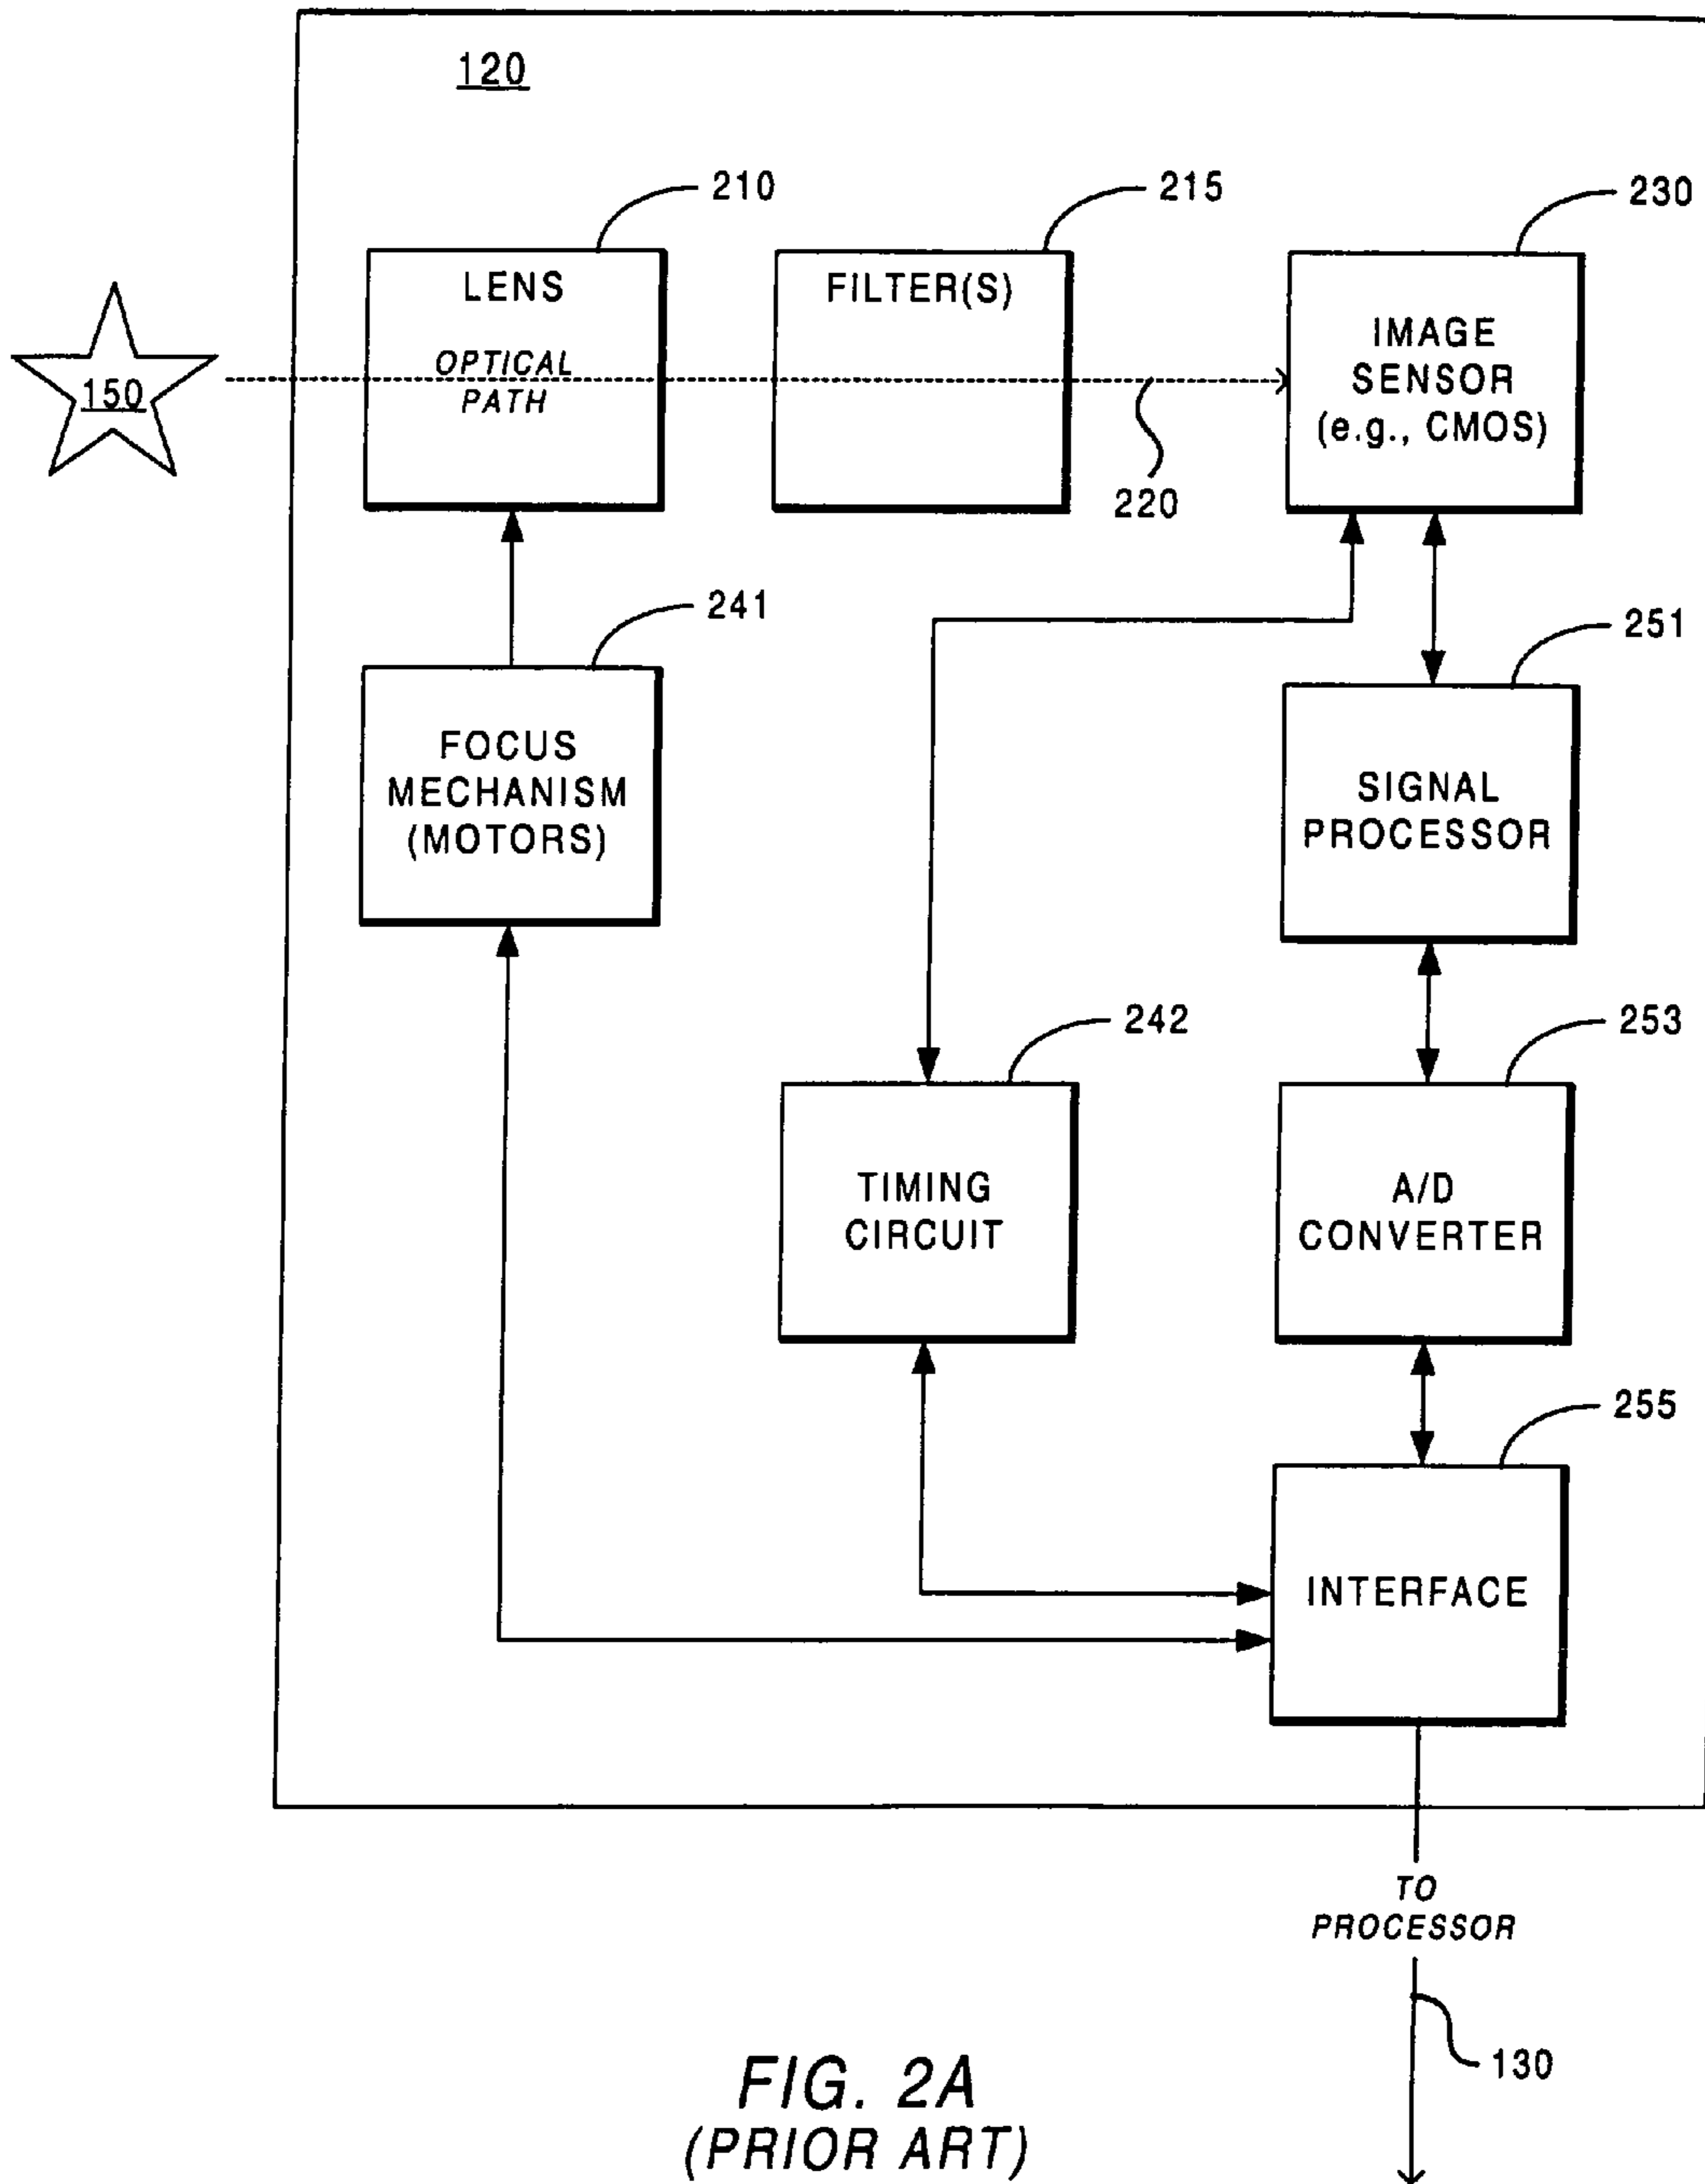 120
210
215
230
LENS
FILTER(S)
IMAGE
SENSOR
(e.g., CMOS)
OPTICAL
PATH
150
220
241
251
FOCUS
MECHANISM
(MOTORS)
SIGNAL
PROCESSOR
242
253
TIMING
CIRCUIT
A/D
CONVERTER
255
INTERFACE
TO
PROCESSOR
130
FIG. 2A
(PRIOR ART)